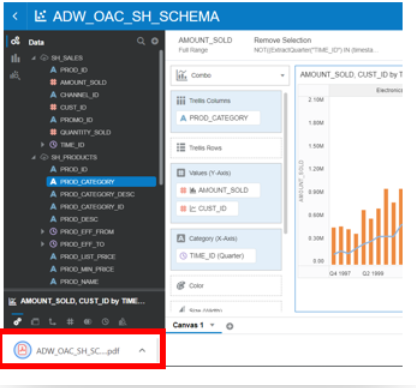 ADW_OAC_SH_SCHEMA
Data
SH_SALES
PROD_ID
AMOUNT_SOLD
CHANNEL_ID
CUST_ID
PROMO_ID
QUANTITY_SOLD
TIME_ID
SH_PRODUCTS
PROD_ID
PROD_CATEGORY
PROD_CATEGORY_DESC
PROD_CATEGORY_ID
PROD_DESC
PROD_EFF_FROM
PROD_EFF_TO
PROD_LIST_PRICE
PROD_MIN_PRICE
PROD_NAME
AMOUNT_SOLD, CUST_ID by TIME...
AMOUNT_SOLD
Full Range
Remove Selection
NOT((ExtractQuarter("TIME_ID") IN (timesta...
Combo
Trellis Columns
A PROD_CATEGORY
Trellis Rows
Values (Y-Axis)
# AMOUNT_SOLD
# CUST_ID
Category (X-Axis)
TIME_ID (Quarter)
Color
Size (Width)
AMOUNT_SOLD, CUST_ID by T
Electronics
AMOUNT_SOLD
2.10M
1.80M
1.50M
1.20M
0.90M
0.60M
0.30M
0.00
Q4 1997 Q2 1999
Canvas 1
ADW_OAC_SH_SC....pdf